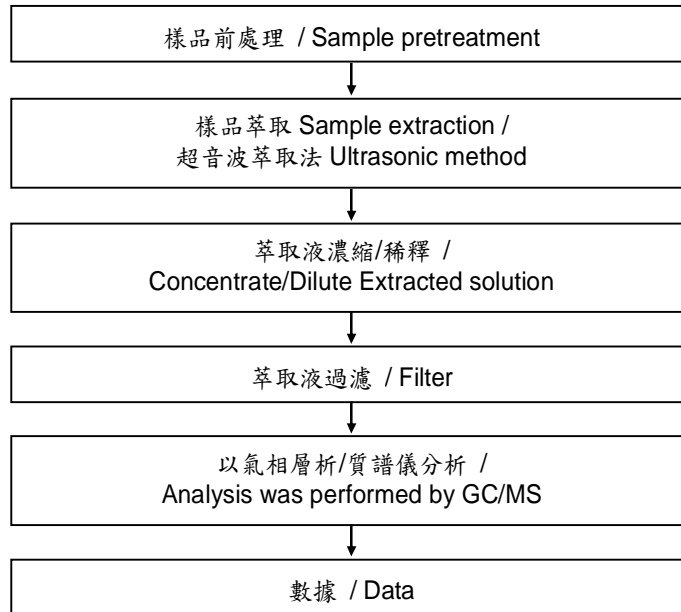 樣品前處理 / Sample pretreatment
樣品萃取 Sample extraction /
超音波萃取法 Ultrasonic method
萃取液濃縮/稀釋 /
Concentrate/Dilute Extracted solution
萃取液過濾 / Filter
以氣相層析/質譜儀分析 /
Analysis was performed by GC/MS
數據 / Data